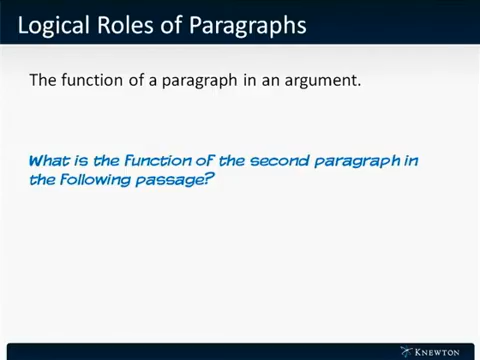 Logical Roles of Paragraphs
The function of a paragraph in an argument.
What is the function of the second paragraph in
the following passage?
KNEWTON